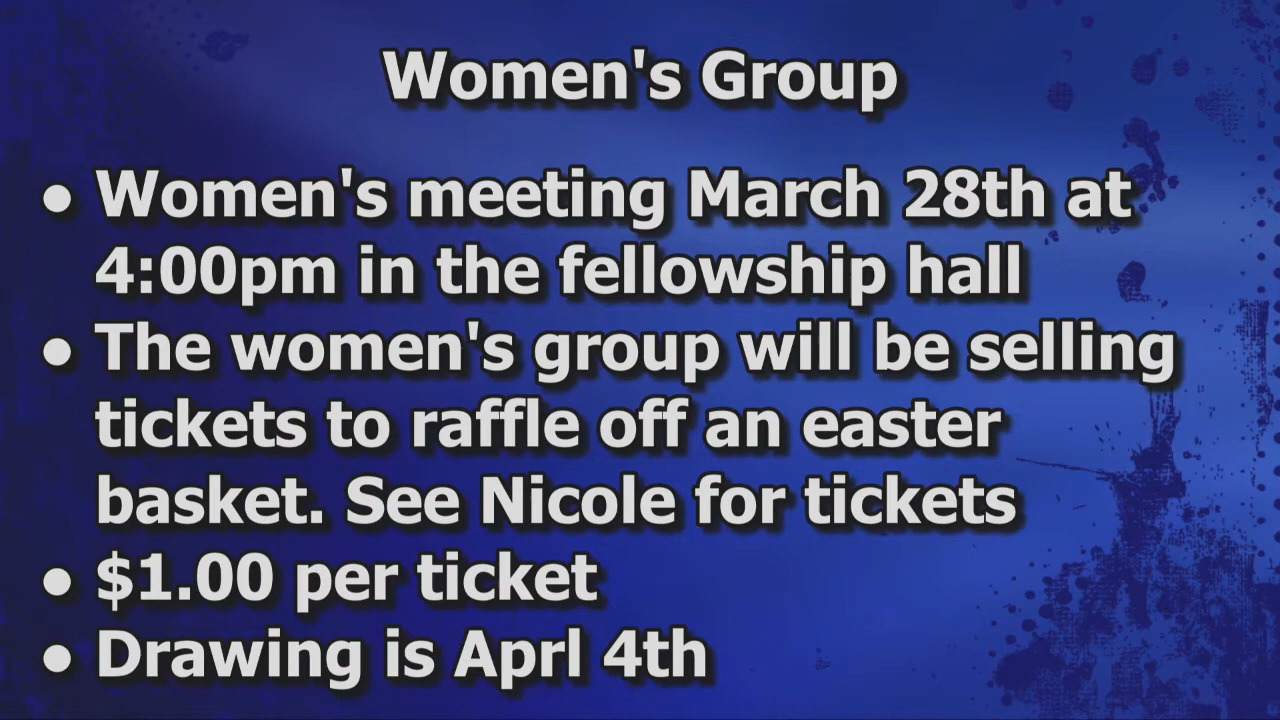 Women's Group
● Women's meeting March 28th at
4:00pm in the fellowship hall
● The women's group will be selling
tickets to raffle off an easter
basket. See Nicole for tickets
● $1.00 per ticket
● Drawing is Aprl 4th